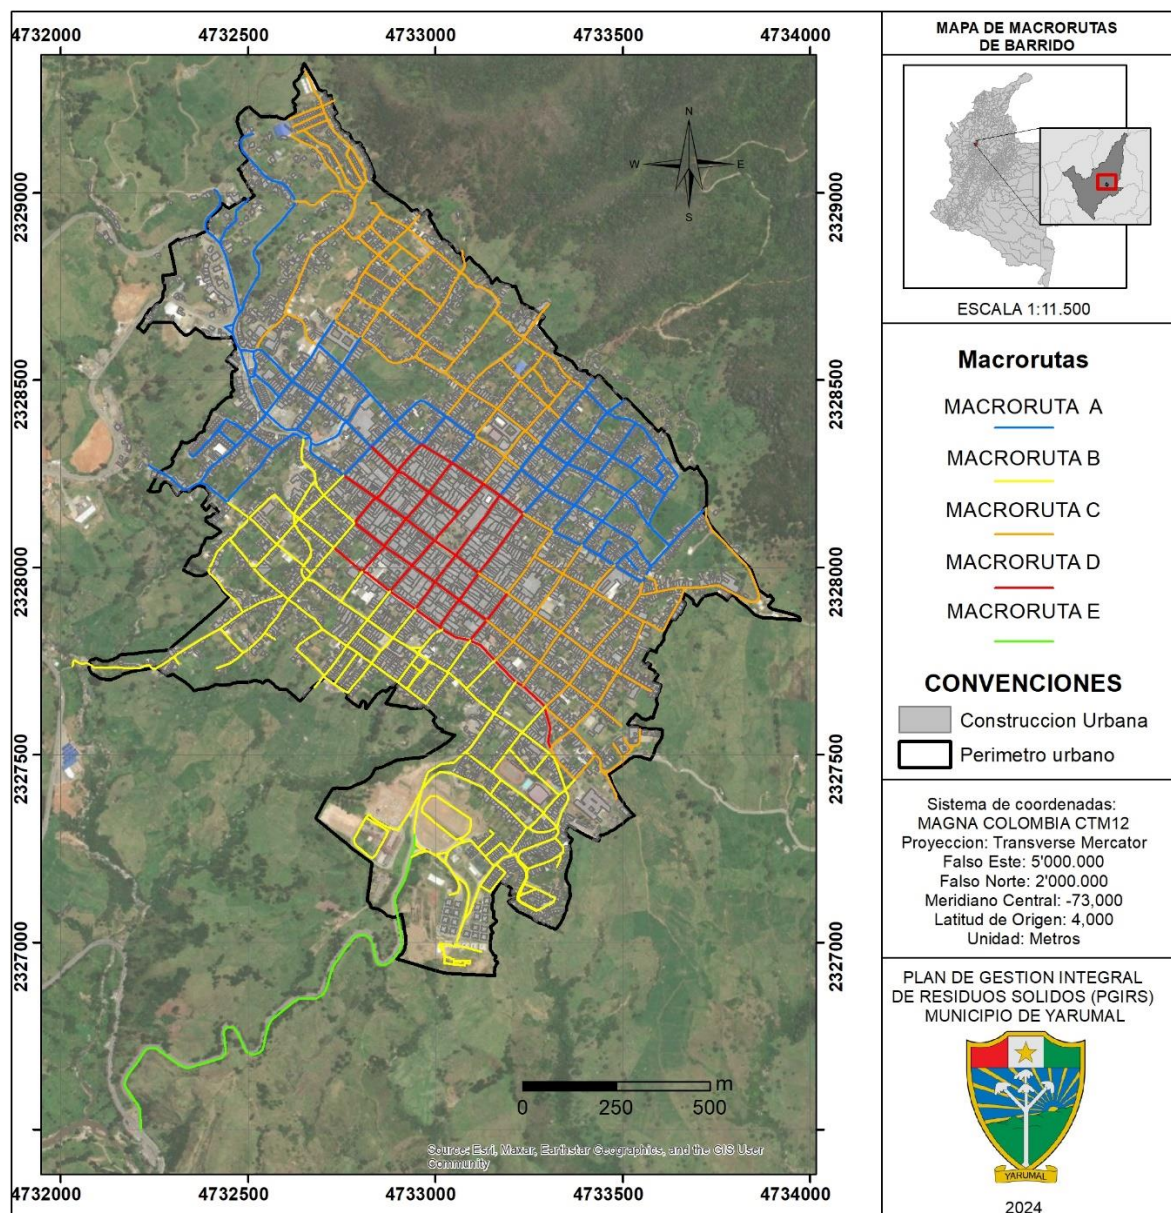 4732000 4732500 4733000 4733500 4734000
2329000
2328500
2328000
2327500
2327000
2329000
2328500
2328000
2327500
2327000
N
W E
S
m
0 250 500
Source: Esri, Maxar, Earthstar Geographics, and the GIS User
Community
4732000 4732500 4733000 4733500 4734000
MAPA DE MACRORUTAS
DE BARRIDO
ESCALA 1:11.500
Macrorutas
MACRORUTA A
MACRORUTA B
MACRORUTA C
MACRORUTA D
MACRORUTA E
CONVENCIONES
Construccion Urbana
Perimetro urbano
Sistema de coordenadas:
MAGNA COLOMBIA CTM12
Proyeccion: Transverse Mercator
Falso Este: 5'000.000
Falso Norte: 2'000.000
Meridiano Central: -73,000
Latitud de Origen: 4,000
Unidad: Metros
PLAN DE GESTION INTEGRAL
DE RESIDUOS SOLIDOS (PGIRS)
MUNICIPIO DE YARUMAL
YARUMAL
2024